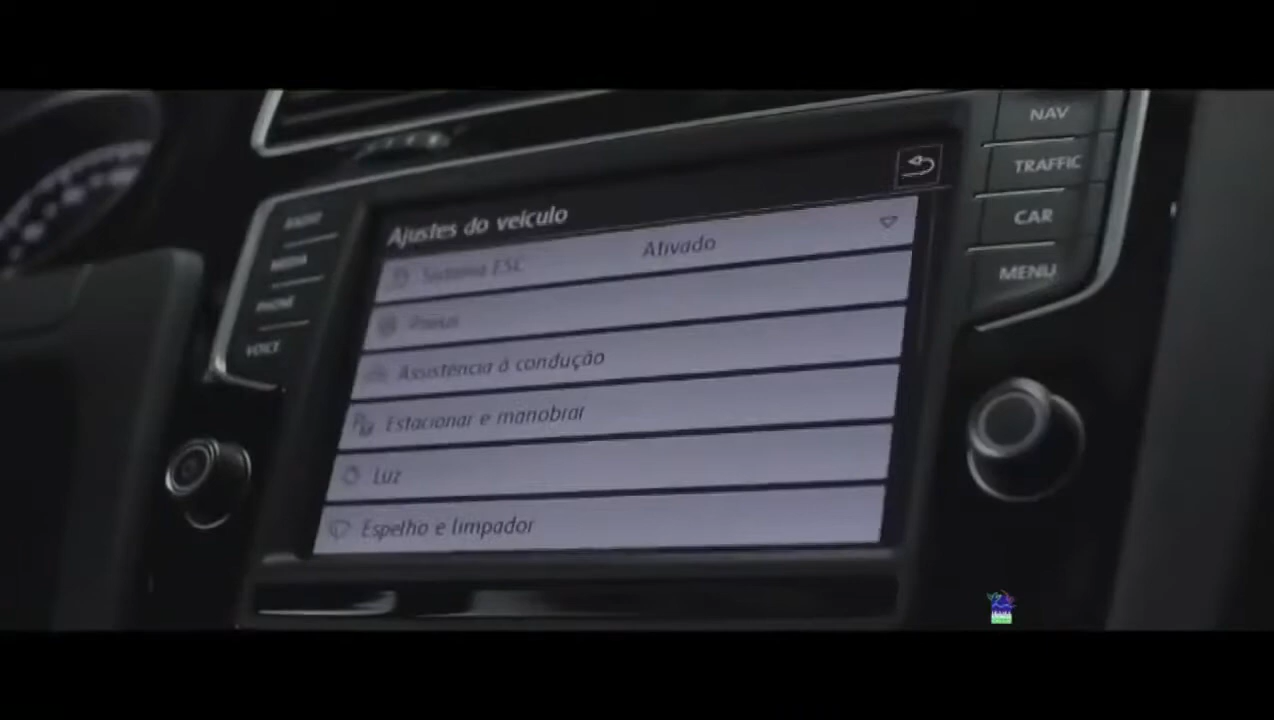 NAV
TRAFFIC
CAR
MENU
RADIO
MEDIA
PHONE
VOICE
Ajustes do veículo
Sistema ESC Ativado
Pneus
Assistência à condução
Estacionar e manobrar
Luz
Espelho e limpador